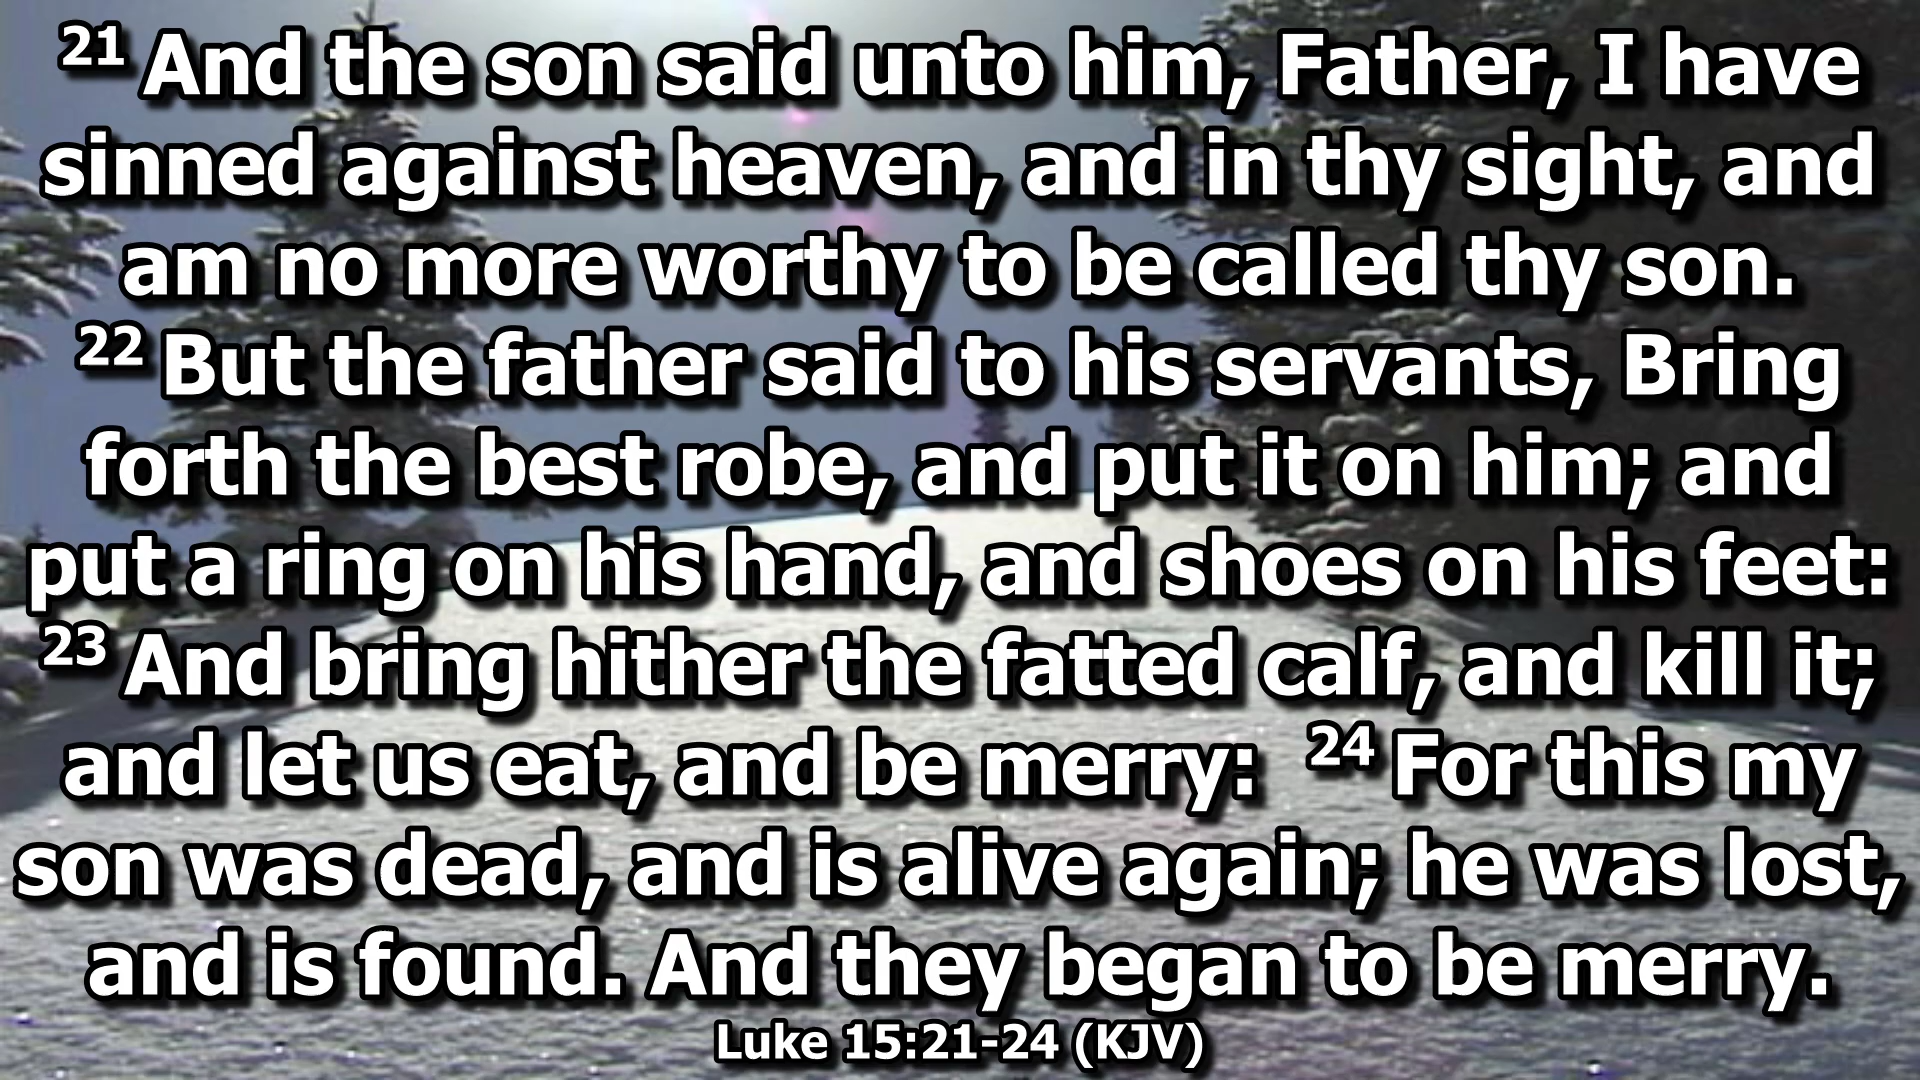 21 And the son said unto him, Father, I have
sinned against heaven, and in thy sight, and
am no more worthy to be called thy son.
22 But the father said to his servants, Bring
forth the best robe, and put it on him; and
put a ring on his hand, and shoes on his feet:
23 And bring hither the fatted calf, and kill it;
and let us eat, and be merry: 24 For this my
son was dead, and is alive again; he was lost,
and is found. And they began to be merry.
Luke 15:21-24 (KJV)